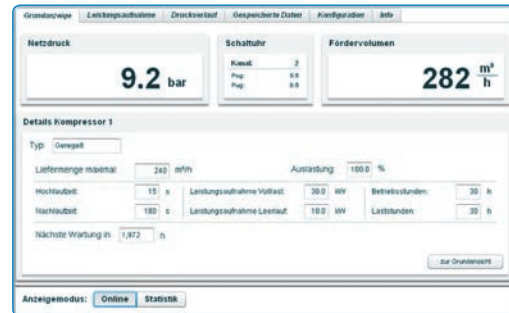 Grundanzeige Leistungsaufnahme Druckverlauf Gespeicherte Daten Konfiguration Info
Netzdruck Schaltuhr Fördervolumen
9.2 bar
Kanal: 2
282 m³/h
Details Kompressor 1
Typ: Geregelt
Liefermenge maximal: 240 m³/h Auslastung: 100.0 %
Hochlaufzeit: 15 s Leistungsaufnahme Volllast: 30.0 kW Betriebsstunden: 30 h
Nachlaufzeit: 180 s Leistungsaufnahme Leerlauf: 10.0 kW Laststunden: 30 h
Nächste Wartung in: 1,972 h
zur Grundansicht
Anzeigemodus: Online Statistik